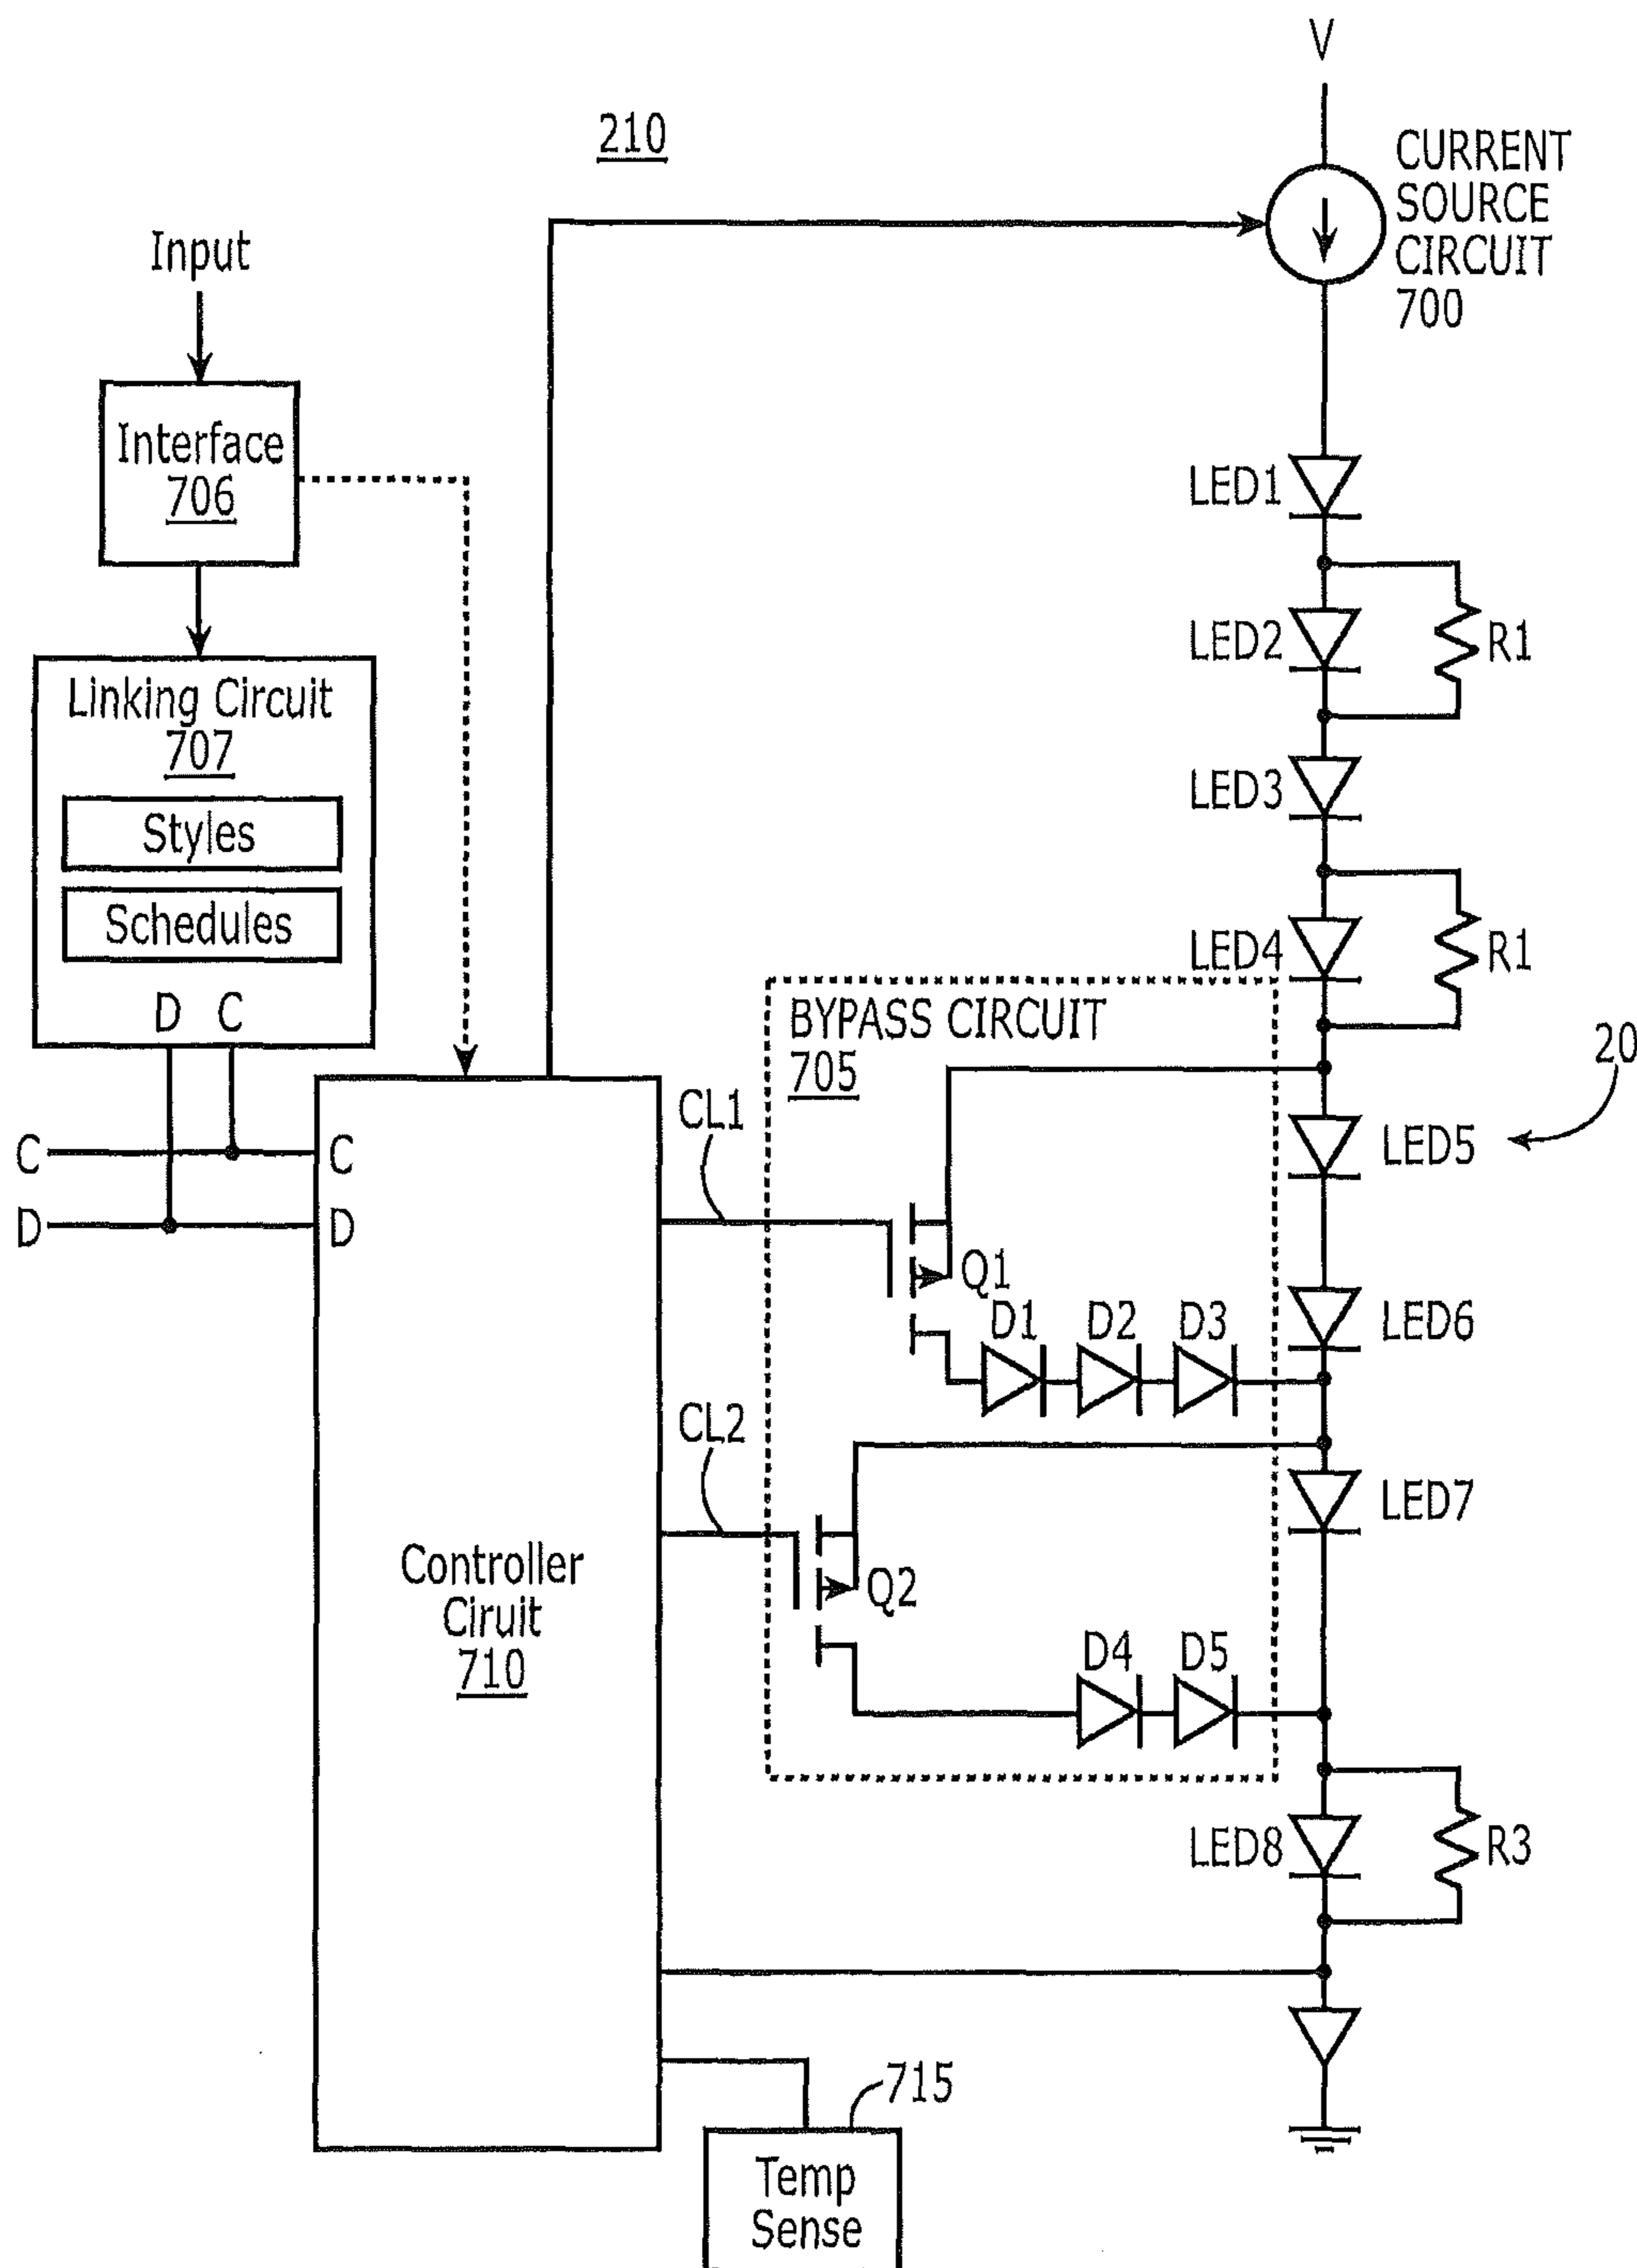 V
210
CURRENT
SOURCE
CIRCUIT
700
Input
Interface
706
LED1
LED2
R1
Linking Circuit
707
LED3
Styles
Schedules
LED4
R1
D C
BYPASS CIRCUIT
705
20
CL1
LED5
C
C
D
D
Q1
D1 D2 D3
LED6
CL2
LED7
Controller
Ciruit
710
Q2
D4 D5
LED8
R3
715
Temp
Sense